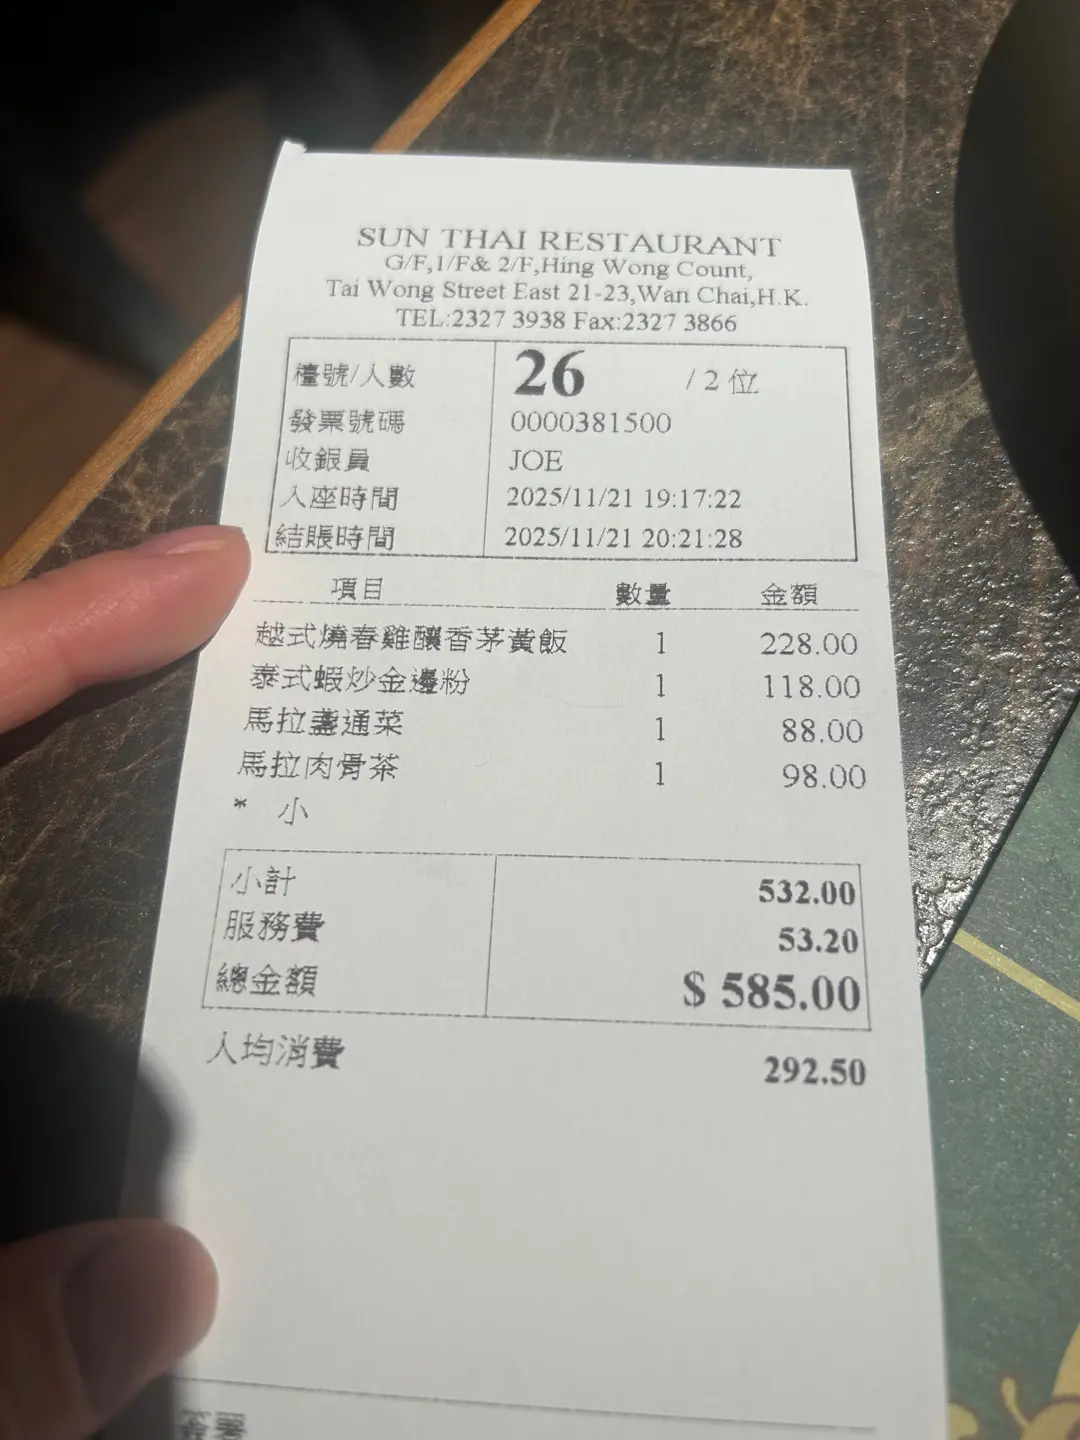 SUN THAI RESTAURANT
G/F,1/F& 2/F,Hing Wong Count,
Tai Wong Street East 21-23,Wan Chai,H.K.
TEL:2327 3938 Fax:2327 3866
檯號/人數 26 / 2 位
發票號碼 0000381500
收銀員 JOE
入座時間 2025/11/21 19:17:22
結賬時間 2025/11/21 20:21:28
項目 數量 金額
越式燒春雞釀香茅黃飯 1 228.00
泰式蝦炒金邊粉 1 118.00
馬拉盞通菜 1 88.00
馬拉肉骨茶 1 98.00
* 小
小計 532.00
服務費 53.20
總金額 $ 585.00
人均消費 292.50